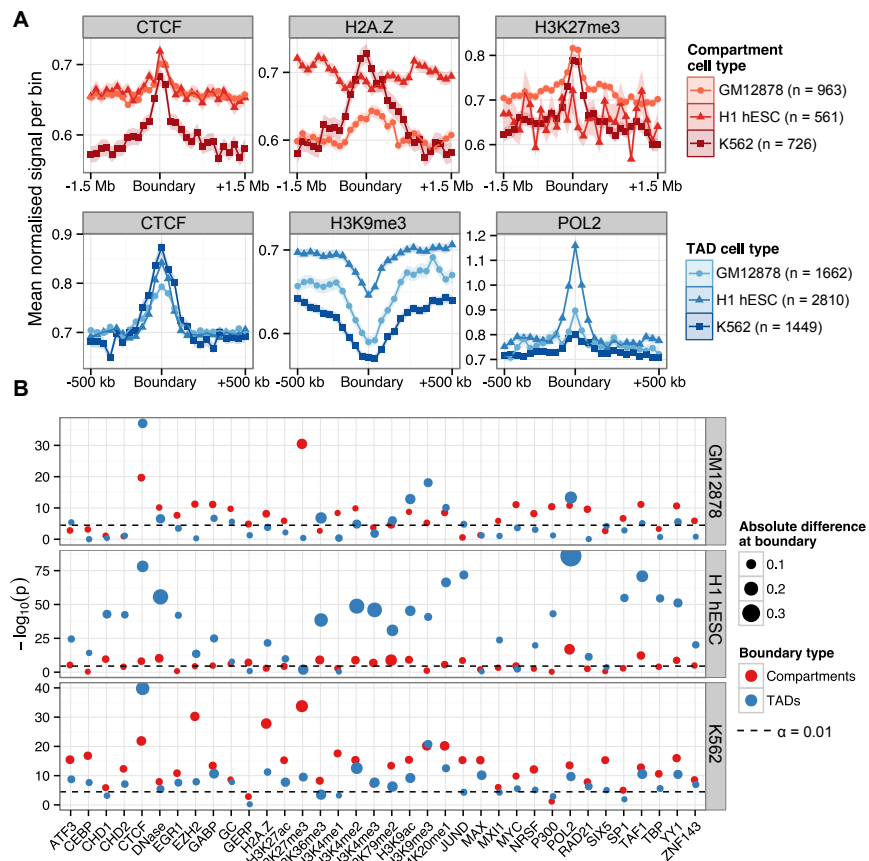 A
CTCF
H2A.Z
H3K27me3
Mean normalised signal per bin
0.7
0.6
-1.5 Mb
Boundary
+1.5 Mb
0.7
0.6
-1.5 Mb
Boundary
+1.5 Mb
0.8
0.7
0.6
-1.5 Mb
Boundary
+1.5 Mb
Compartment
cell type
GM12878 (n = 963)
H1 hESC (n = 561)
K562 (n = 726)
CTCF
H3K9me3
POL2
0.9
0.8
0.7
-500 kb
Boundary
+500 kb
0.7
0.6
-500 kb
Boundary
+500 kb
1.2
1.1
1.0
0.9
0.8
0.7
-500 kb
Boundary
+500 kb
TAD cell type
GM12878 (n = 1662)
H1 hESC (n = 2810)
K562 (n = 1449)
B
−log10(p)
30
20
10
0
GM12878
75
50
25
0
H1 hESC
40
30
20
10
0
K562
ATF3
CEBP
CHD1
CHD2
CTCF
DNase
EGR1
EZH2
GABP
GC
GERP
H2A.Z
H3K27ac
H3K27me3
H3K36me3
H3K4me1
H3K4me2
H3K4me3
H3K79me2
H3K9ac
H3K9me3
H4K20me1
JUND
MAX
MXI1
MYC
NRSF
P300
POL2
RAD21
SIX5
SP1
TAF1
TBP
YY1
ZNF143
Absolute difference
at boundary
0.1
0.2
0.3
Boundary type
Compartments
TADs
α = 0.01